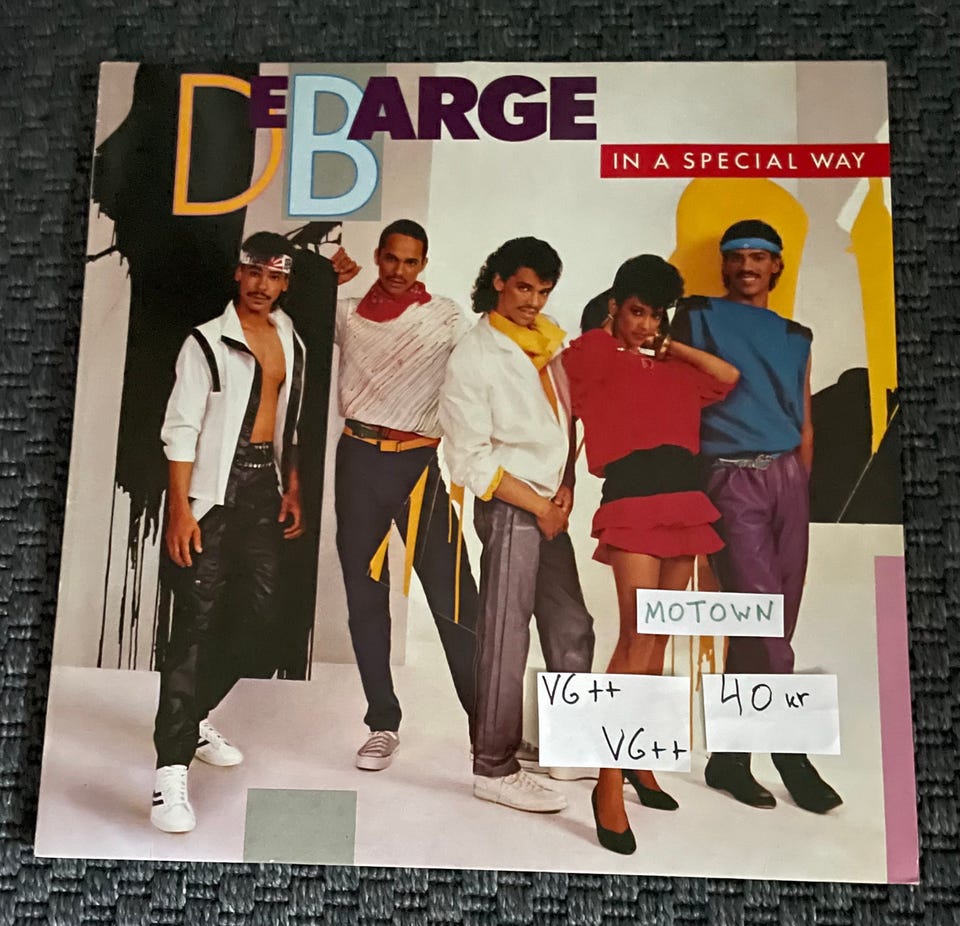 DEBARGE
IN A SPECIAL WAY
MOTOWN
VG++
VG++
40 kr